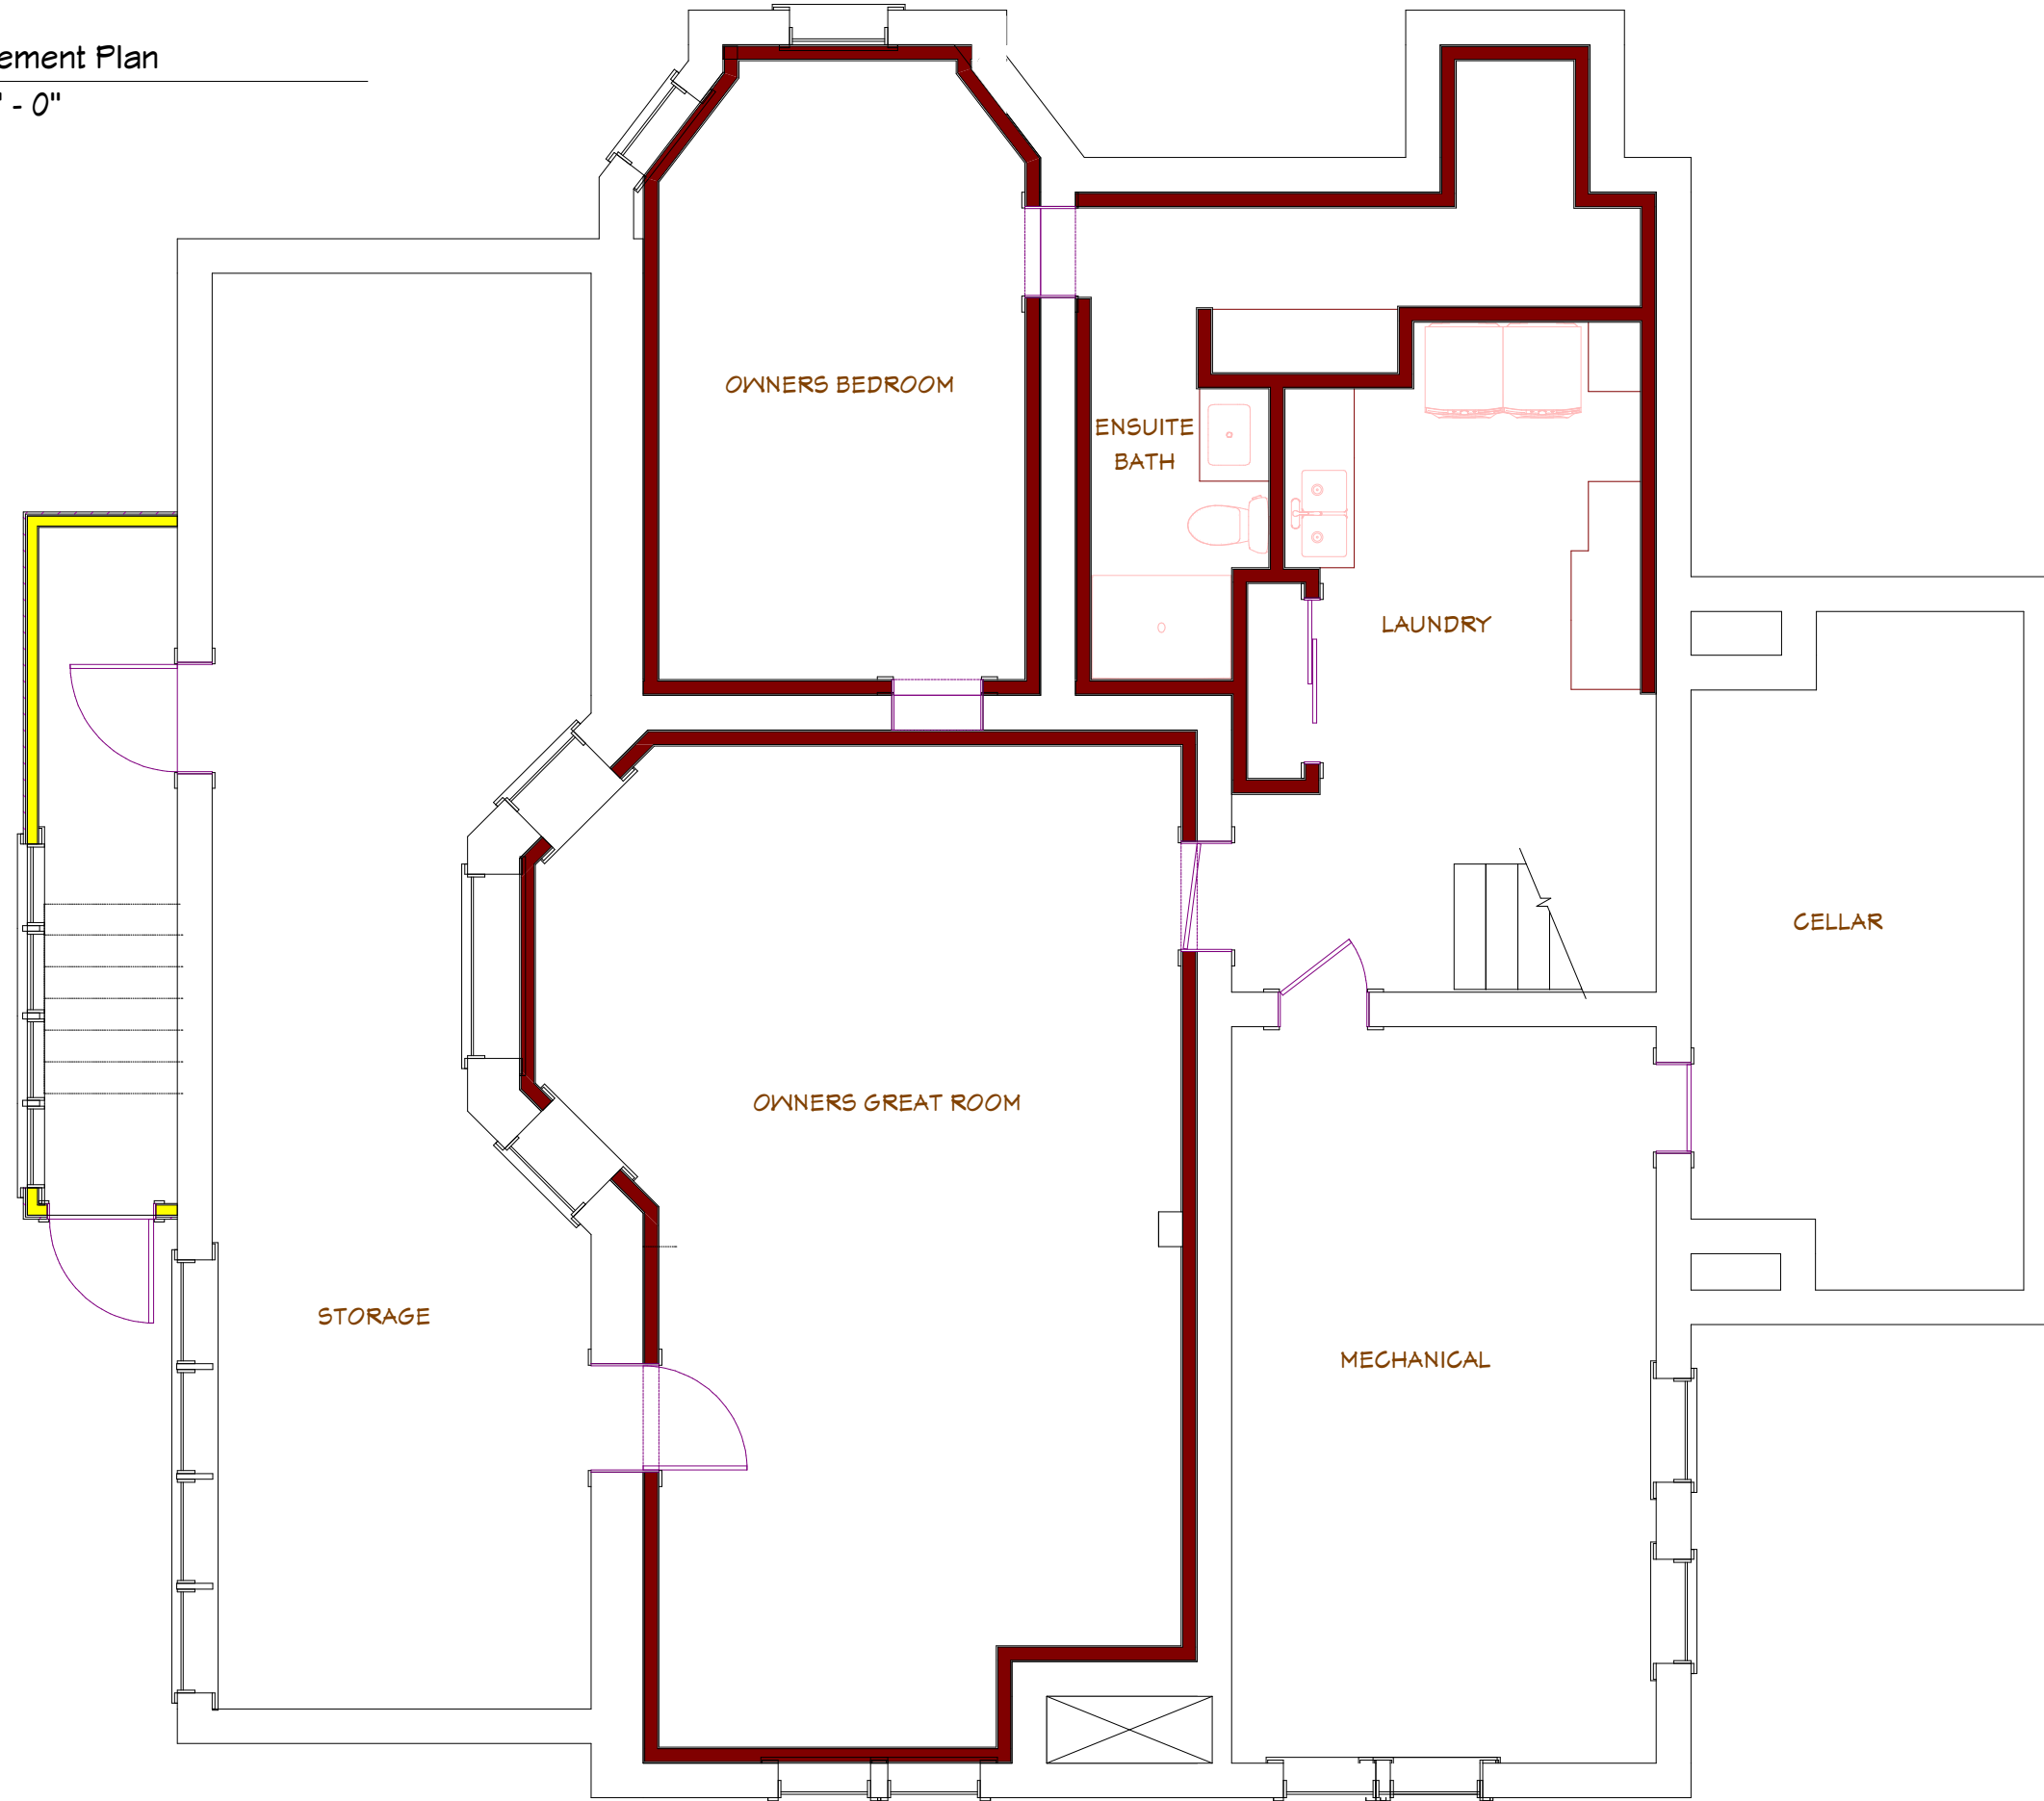 ement Plan
' - 0"
OWNERS BEDROOM
ENSUITE
BATH
LAUNDRY
CELLAR
OWNERS GREAT ROOM
STORAGE
MECHANICAL